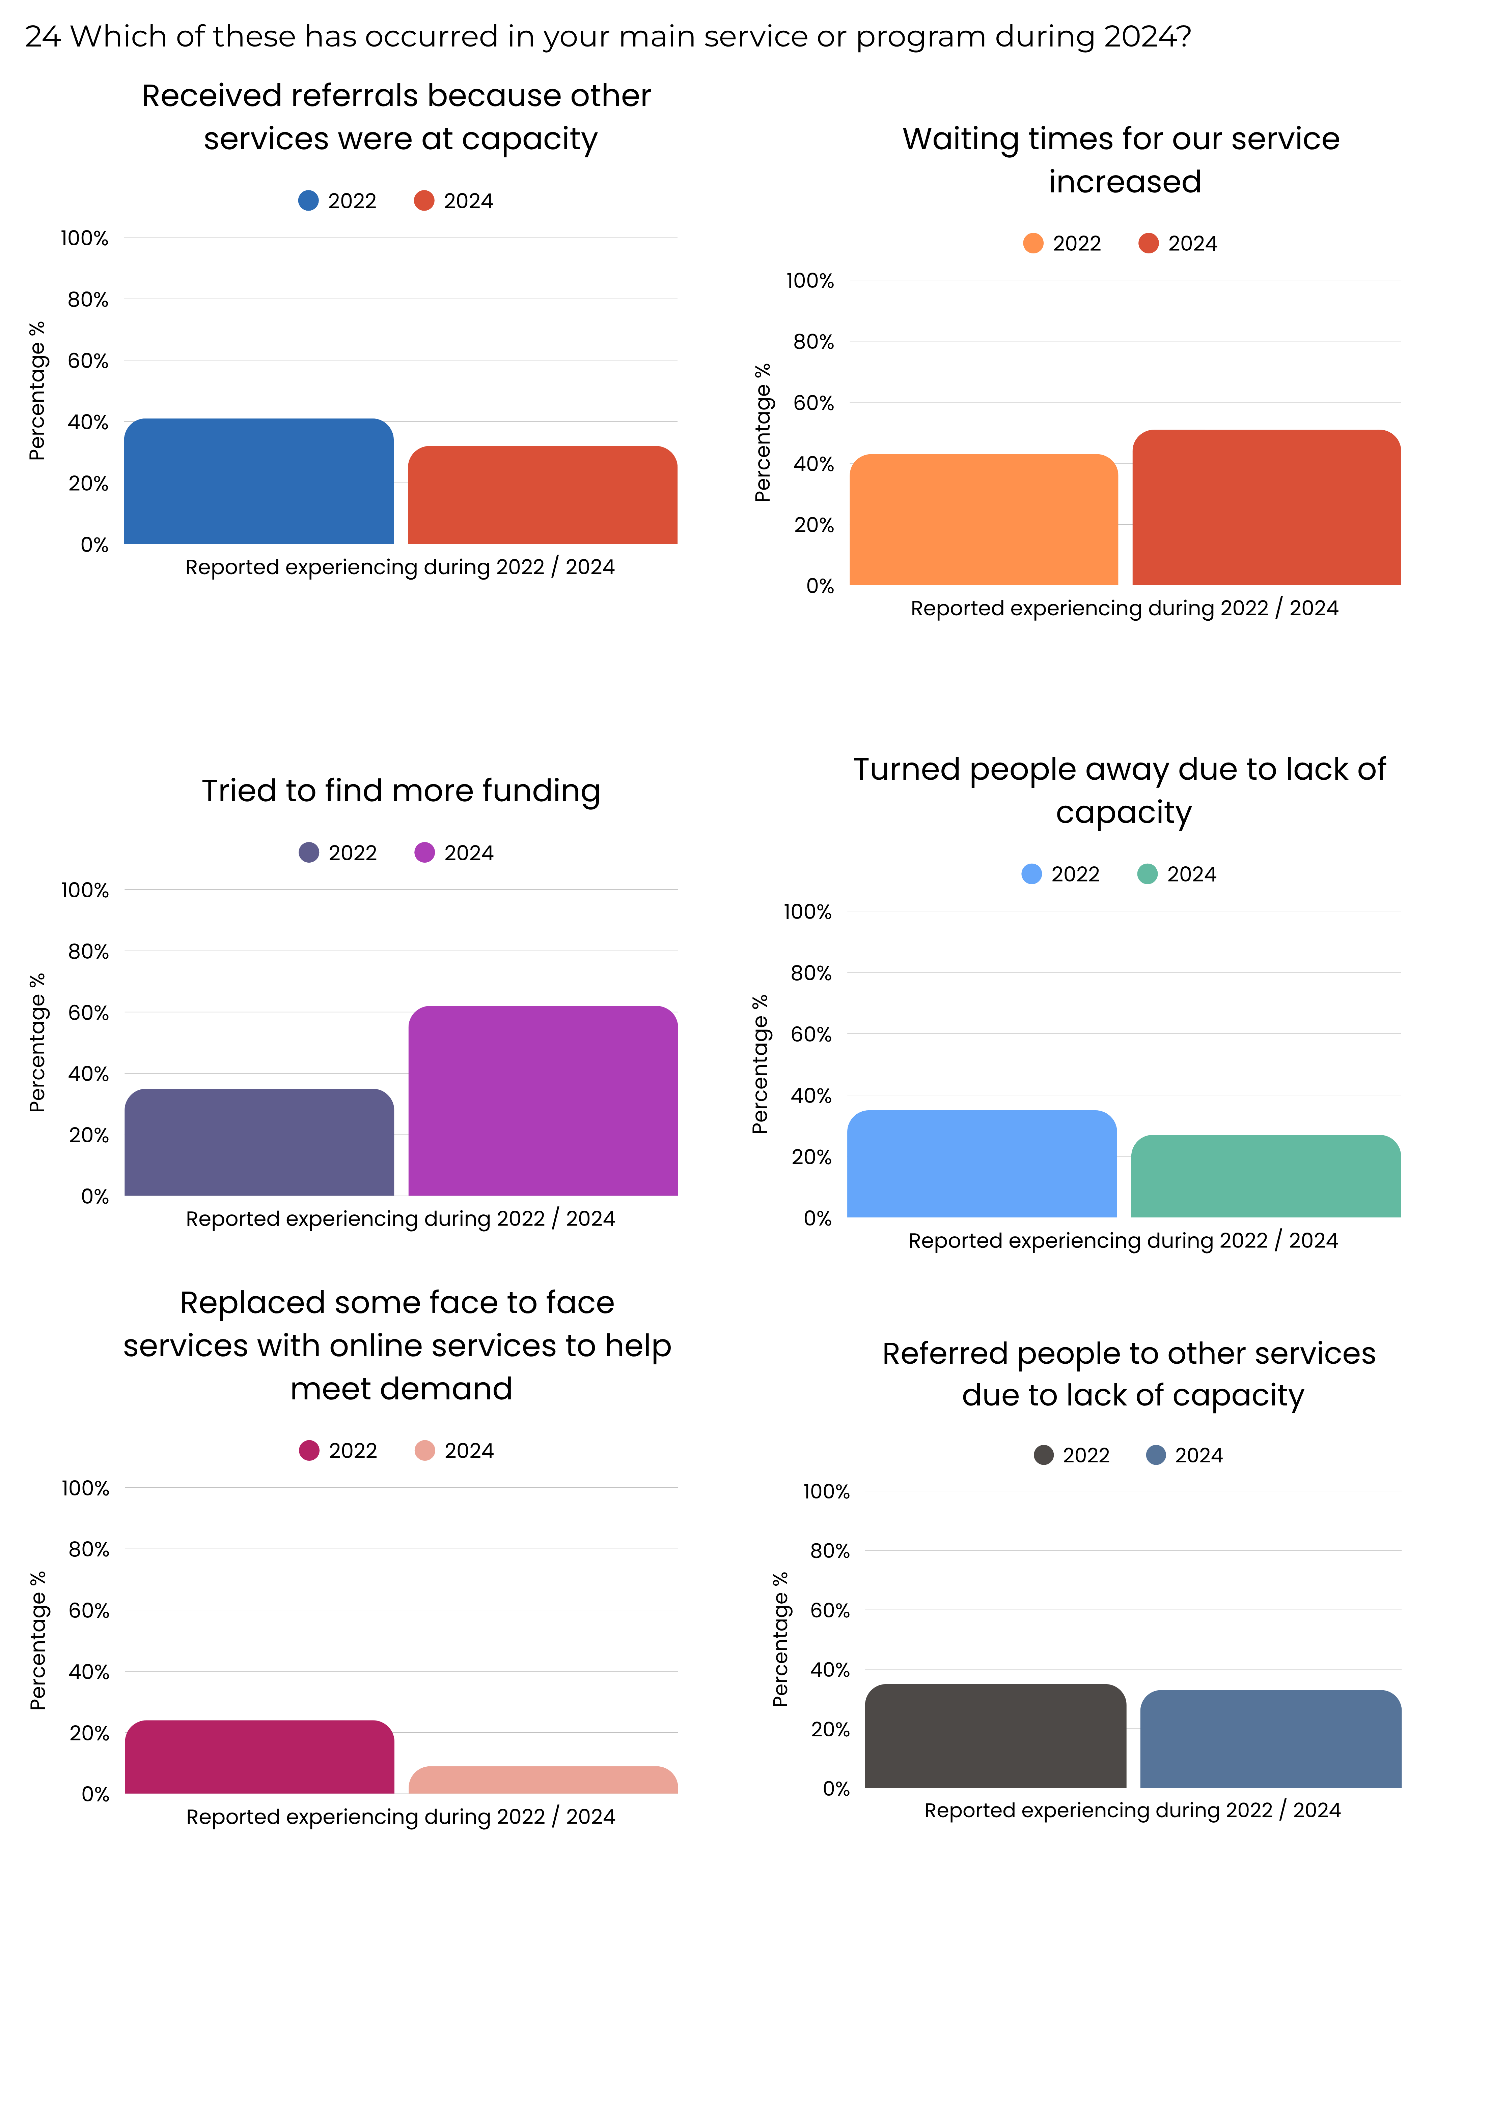 24 Which of these has occurred in your main service or program during 2024?
Received referrals because other
services were at capacity
2022 2024
100%
80%
60%
40%
20%
0%
Percentage %
Reported experiencing during 2022 / 2024
Waiting times for our service
increased
2022 2024
100%
80%
60%
40%
20%
0%
Percentage %
Reported experiencing during 2022 / 2024
Tried to find more funding
2022 2024
100%
80%
60%
40%
20%
0%
Percentage %
Reported experiencing during 2022 / 2024
Turned people away due to lack of
capacity
2022 2024
100%
80%
60%
40%
20%
0%
Percentage %
Reported experiencing during 2022 / 2024
Replaced some face to face
services with online services to help
meet demand
2022 2024
100%
80%
60%
40%
20%
0%
Percentage %
Reported experiencing during 2022 / 2024
Referred people to other services
due to lack of capacity
2022 2024
100%
80%
60%
40%
20%
0%
Percentage %
Reported experiencing during 2022 / 2024